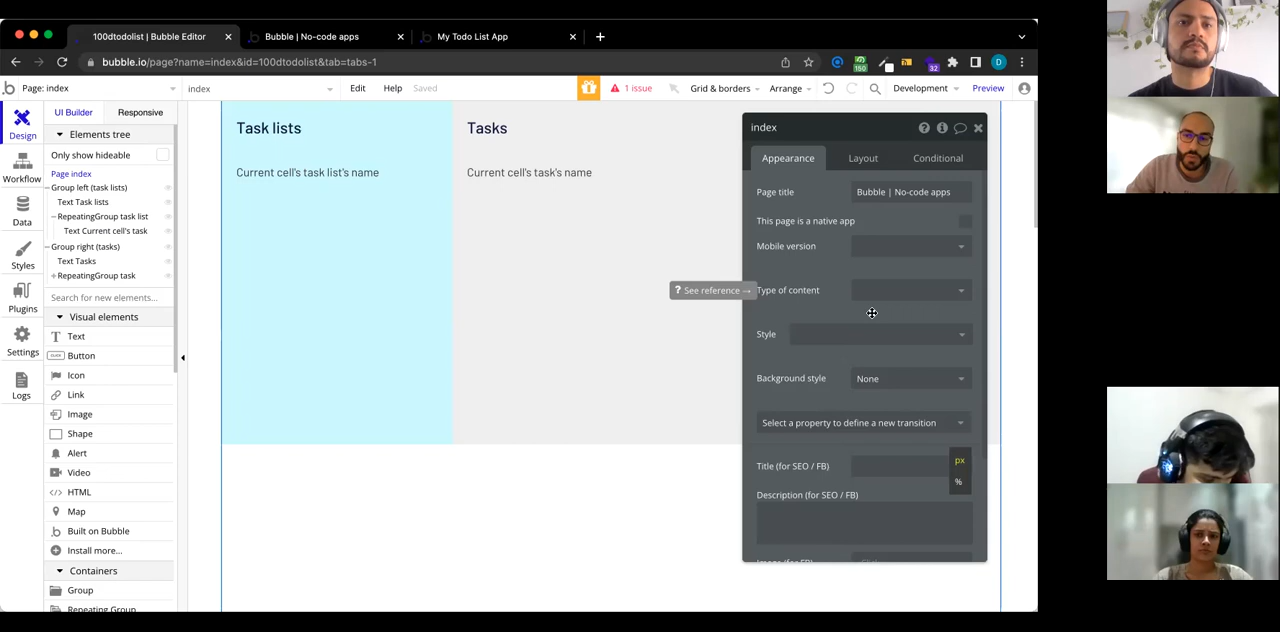 100dtodolist | Bubble Editor
Bubble | No-code apps
My Todo List App
bubble.io/page?name=index&id=100dtodolist&tab=tabs-1
150
32
D
Page: index
index
Edit
Help
Saved
1 issue
Grid & borders
Arrange
Development
Preview
Design
Workflow
Data
Styles
Plugins
Settings
Logs
UI Builder
Responsive
Elements tree
Only show hideable
Page index
Group left (task lists)
Text Task lists
RepeatingGroup task list
Text Current cell's task
Group right (tasks)
Text Tasks
RepeatingGroup task
Search for new elements...
Visual elements
Text
Button
Icon
Link
Image
Shape
Alert
Video
HTML
Map
Built on Bubble
Install more...
Containers
Group
Repeating Group
Task lists
Current cell's task list's name
Tasks
Current cell's task's name
? See reference →
index
Appearance
Layout
Conditional
Page title
Bubble | No-code apps
This page is a native app
Mobile version
Type of content
Style
Background style
None
Select a property to define a new transition
Title (for SEO / FB)
px
%
Description (for SEO / FB)
Image (for FB)